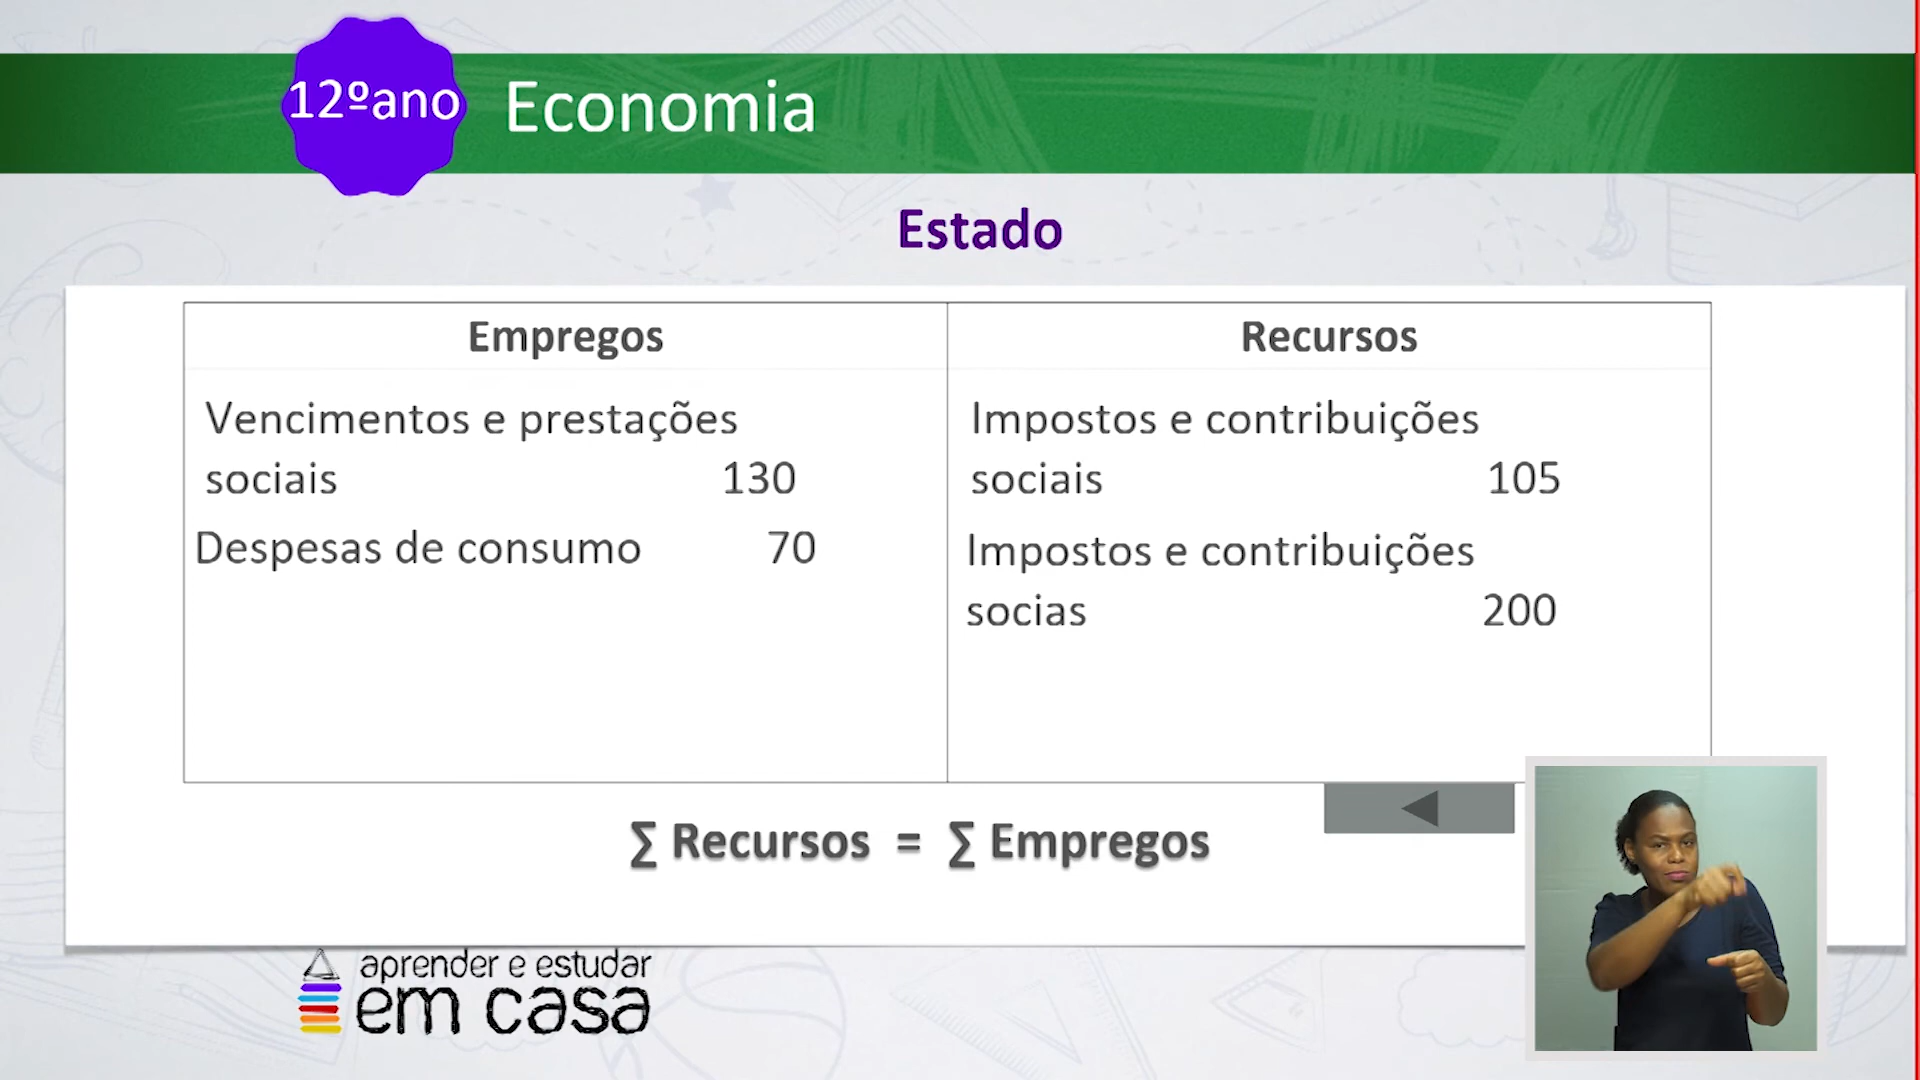 12ºano
Economia
Estado
Empregos
Recursos
Vencimentos e prestações
sociais 130
Despesas de consumo 70
Impostos e contribuições
sociais 105
Impostos e contribuições
socias 200
∑ Recursos = ∑ Empregos
aprender e estudar
em casa